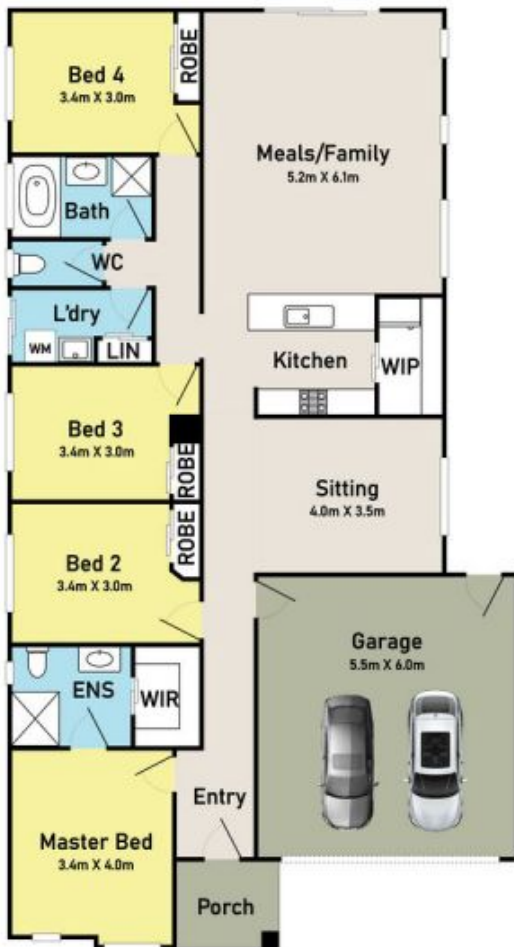 Bed 4
3.4m X 3.0m
ROBE
Meals/Family
5.2m X 6.1m
Bath
WC
L'dry
WM
LIN
Kitchen
WIP
Bed 3
3.4m X 3.0m
ROBE
Sitting
4.0m X 3.5m
Bed 2
3.4m X 3.0m
ROBE
Garage
5.5m X 6.0m
ENS
WIR
Entry
Master Bed
3.4m X 4.0m
Porch